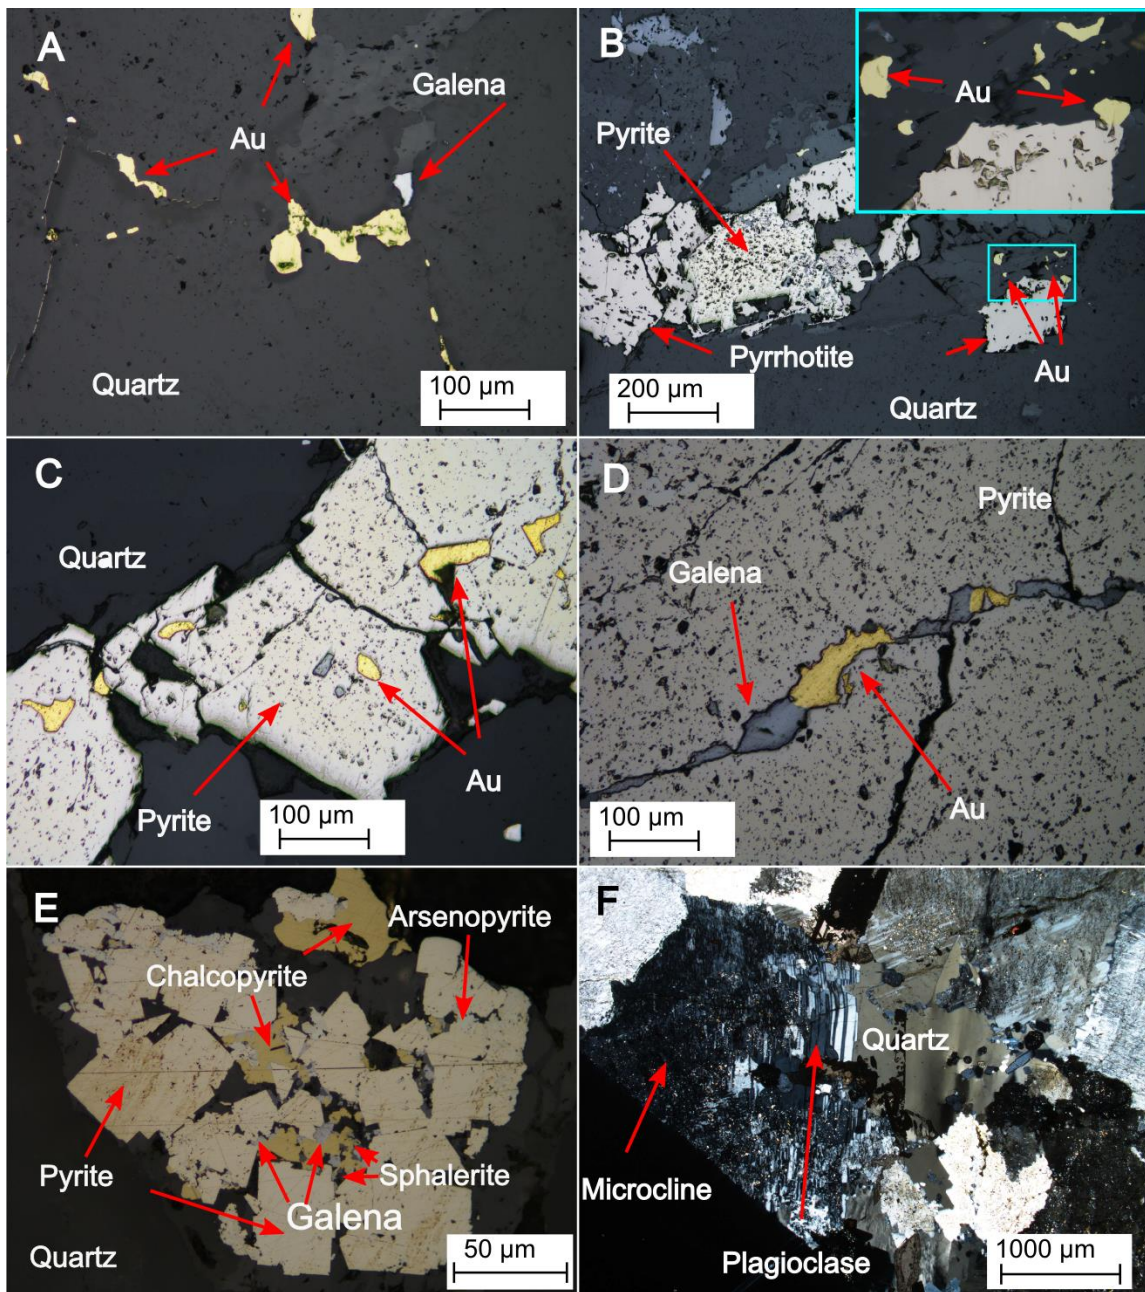 A
Galena
Au
Quartz
100 µm
B
Au
Pyrite
Pyrrhotite
Au
200 µm
Quartz
C
Quartz
Au
Pyrite
100 µm
D
Pyrite
Galena
Au
100 µm
E
Arsenopyrite
Chalcopyrite
Pyrite
Sphalerite
Galena
Quartz
50 µm
F
Quartz
Microcline
Plagioclase
1000 µm